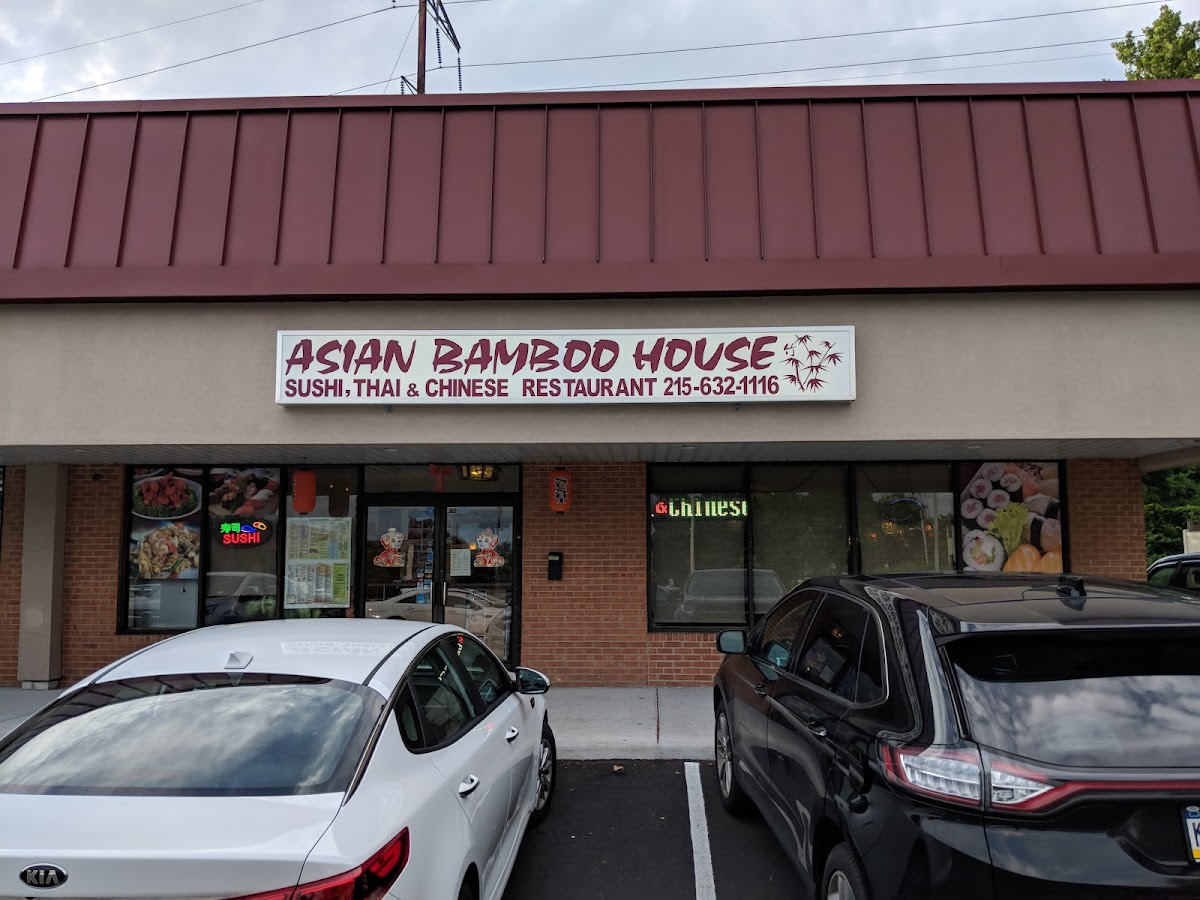 ASIAN BAMBOO HOUSE
SUSHI, THAI & CHINESE RESTAURANT 215-632-1116
寿司
SUSHI
& Chinese
KIA